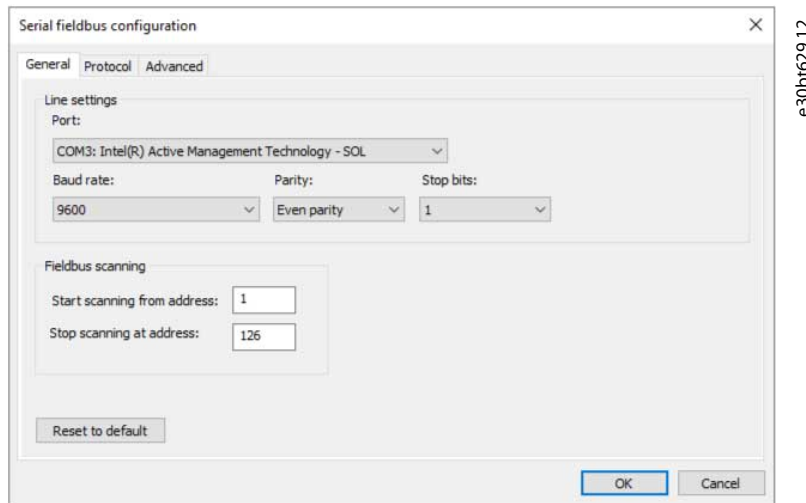 Serial fieldbus configuration
General Protocol Advanced
Line settings
Port:
COM3: Intel(R) Active Management Technology - SOL
Baud rate: Parity: Stop bits:
9600 Even parity 1
Fieldbus scanning
Start scanning from address: 1
Stop scanning at address: 126
Reset to default
OK Cancel